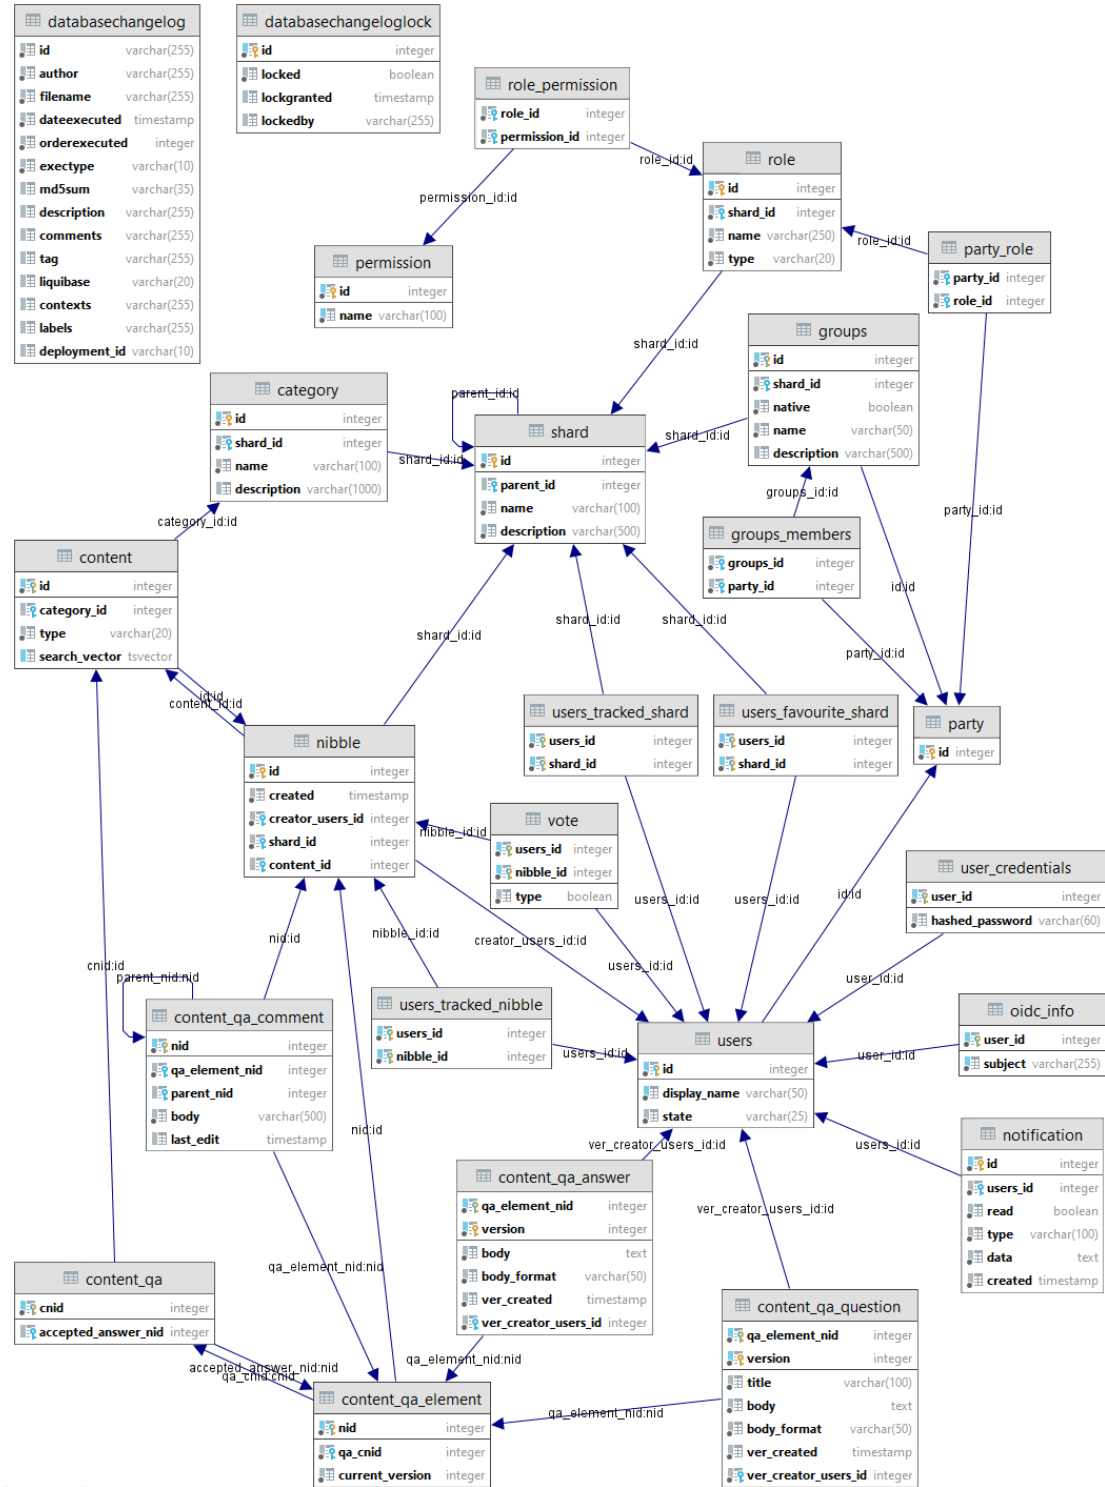 databasechangelog
id varchar(255)
author varchar(255)
filename varchar(255)
dateexecuted timestamp
orderexecuted integer
exectype varchar(10)
md5sum varchar(35)
description varchar(255)
comments varchar(255)
tag varchar(255)
liquibase varchar(20)
contexts varchar(255)
labels varchar(255)
deployment_id varchar(10)
databasechangeloglock
id integer
locked boolean
lockgranted timestamp
lockedby varchar(255)
role_permission
role_id integer
permission_id integer
role_id:id
permission_id:id
role
id integer
shard_id integer
name varchar(250)
type varchar(20)
role_id:id
party_role
party_id integer
role_id integer
permission
id integer
name varchar(100)
shard_id:id
groups
id integer
shard_id integer
native boolean
name varchar(50)
description varchar(500)
category
id integer
shard_id integer
name varchar(100)
description varchar(1000)
parent_id:id
shard
id integer
parent_id integer
name varchar(100)
description varchar(500)
shard_id:id
shard_id:id
groups_id:id
party_id:id
category_id:id
groups_members
groups_id integer
party_id integer
content
id integer
category_id integer
type varchar(20)
search_vector tsvector
id:id
shard_id:id
shard_id:id
shard_id:id
party_id:id
id:id
content_id:id
users_tracked_shard
users_id integer
shard_id integer
users_favourite_shard
users_id integer
shard_id integer
party
id integer
nibble
id integer
created timestamp
creator_users_id integer
shard_id integer
content_id integer
nibble_id:id
vote
users_id integer
nibble_id integer
type boolean
user_credentials
user_id integer
hashed_password varchar(60)
id:id
users_id:id
users_id:id
nid:id
nibble_id:id
creator_users_id:id
users_id:id
user_id:id
cnid:id
parent_nid:nid
content_qa_comment
nid integer
qa_element_nid integer
parent_nid integer
body varchar(500)
last_edit timestamp
users_tracked_nibble
users_id integer
nibble_id integer
users_id:id
users
id integer
display_name varchar(50)
state varchar(25)
oidc_info
user_id integer
subject varchar(255)
user_id:id
nid:id
ver_creator_users_id:id
users_id:id
notification
id integer
users_id integer
read boolean
type varchar(100)
data text
created timestamp
content_qa_answer
qa_element_nid integer
version integer
body text
body_format varchar(50)
ver_created timestamp
ver_creator_users_id integer
ver_creator_users_id:id
qa_element_nid:nid
content_qa
cnid integer
accepted_answer_nid integer
content_qa_question
qa_element_nid integer
version integer
title varchar(100)
body text
body_format varchar(50)
ver_created timestamp
ver_creator_users_id integer
qa_element_nid:nid
accepted_answer_nid:nid
qa_cnid:cnid
content_qa_element
nid integer
qa_cnid integer
current_version integer
qa_element_nid:nid